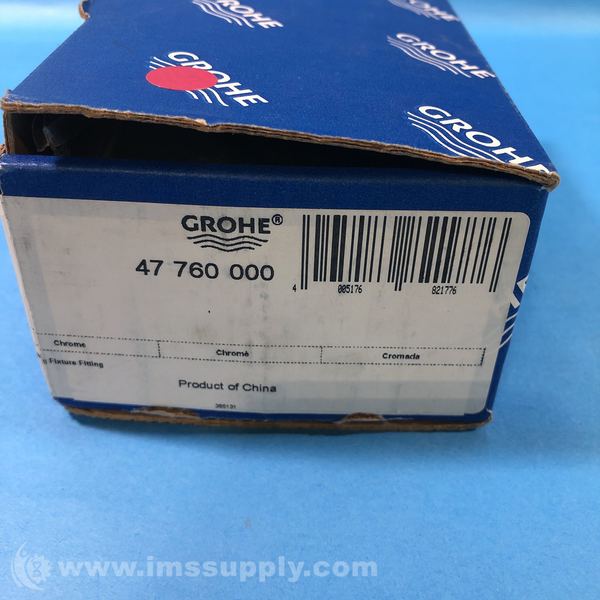 GROHE
GROHE
GROHE
GROHE
GROHE®
47 760 000
4 005176 821776
Chrome Chromé Cromada
g Fixture Fitting
Product of China
www.imssupply.com